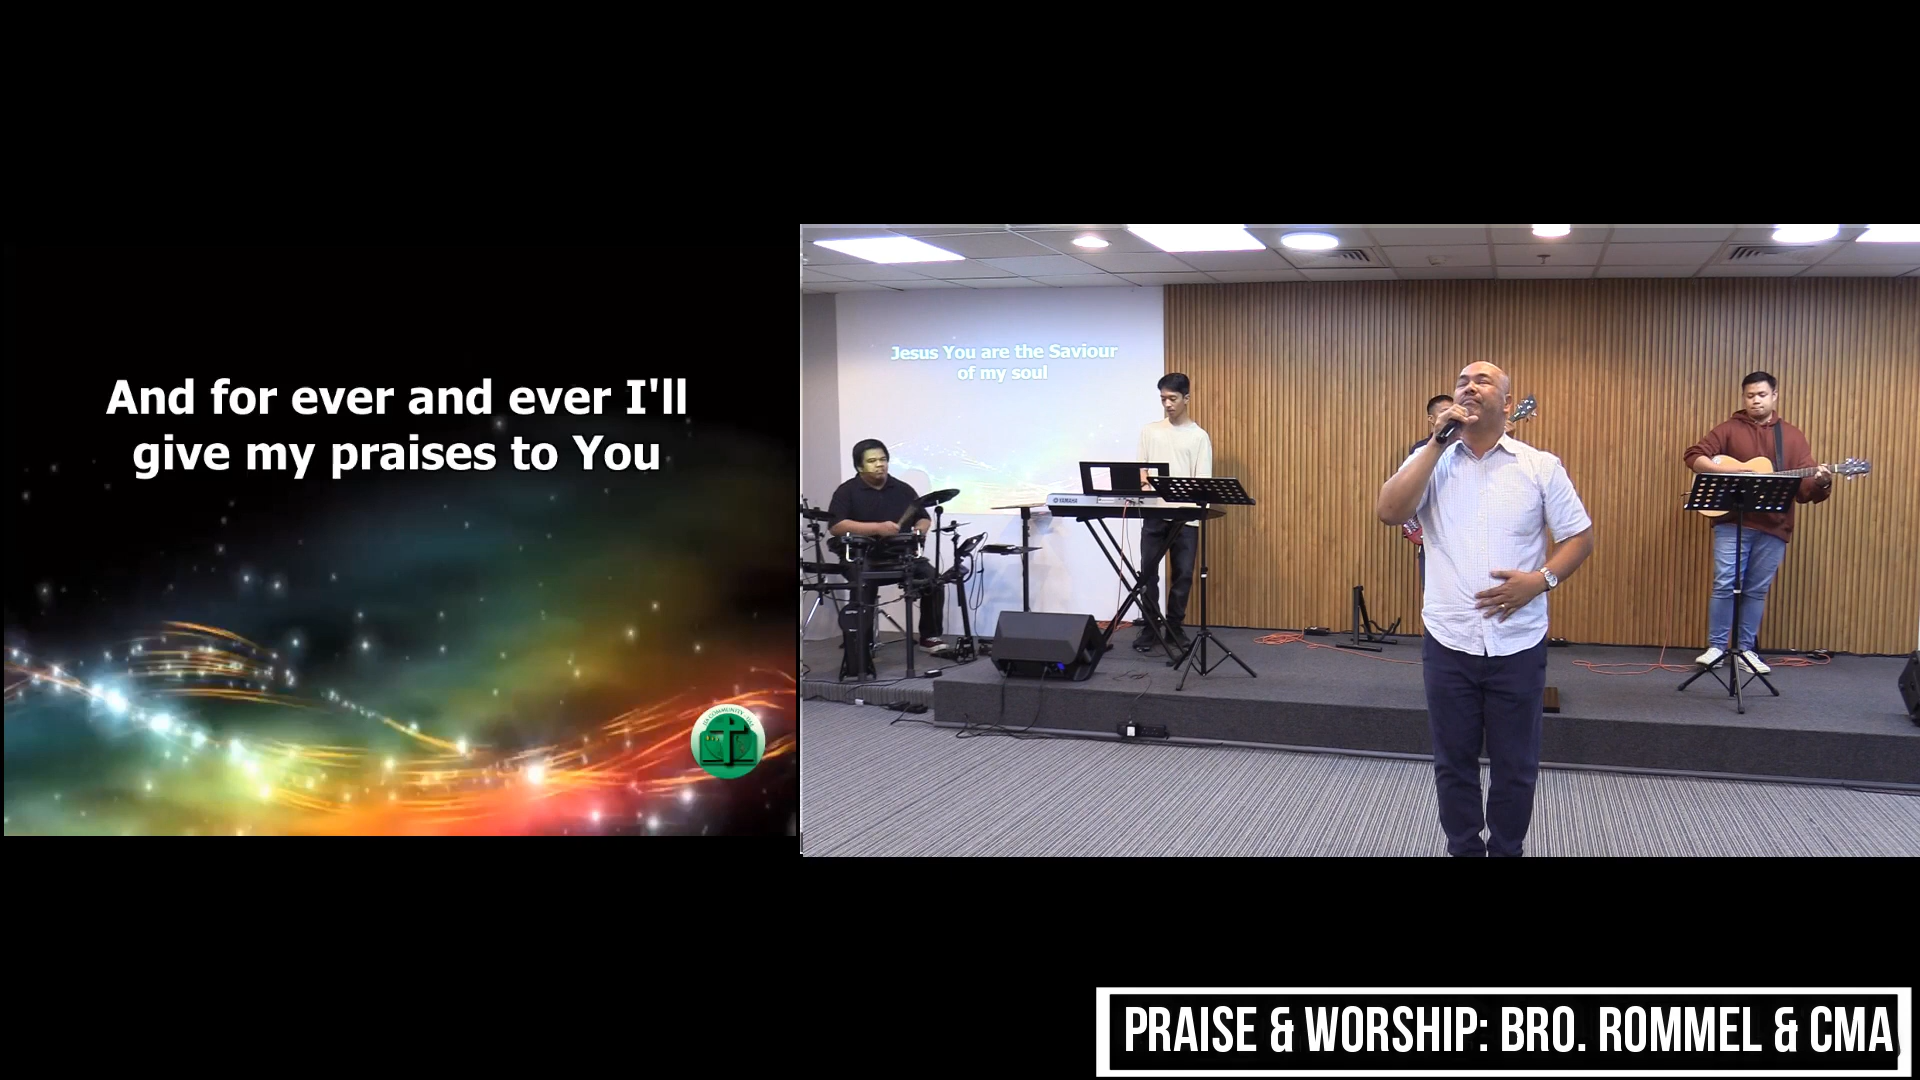 And for ever and ever I'll
give my praises to You
Jesus You are the Saviour
of my soul
YAMAHA
PRAISE & WORSHIP: BRO. ROMMEL & CMA